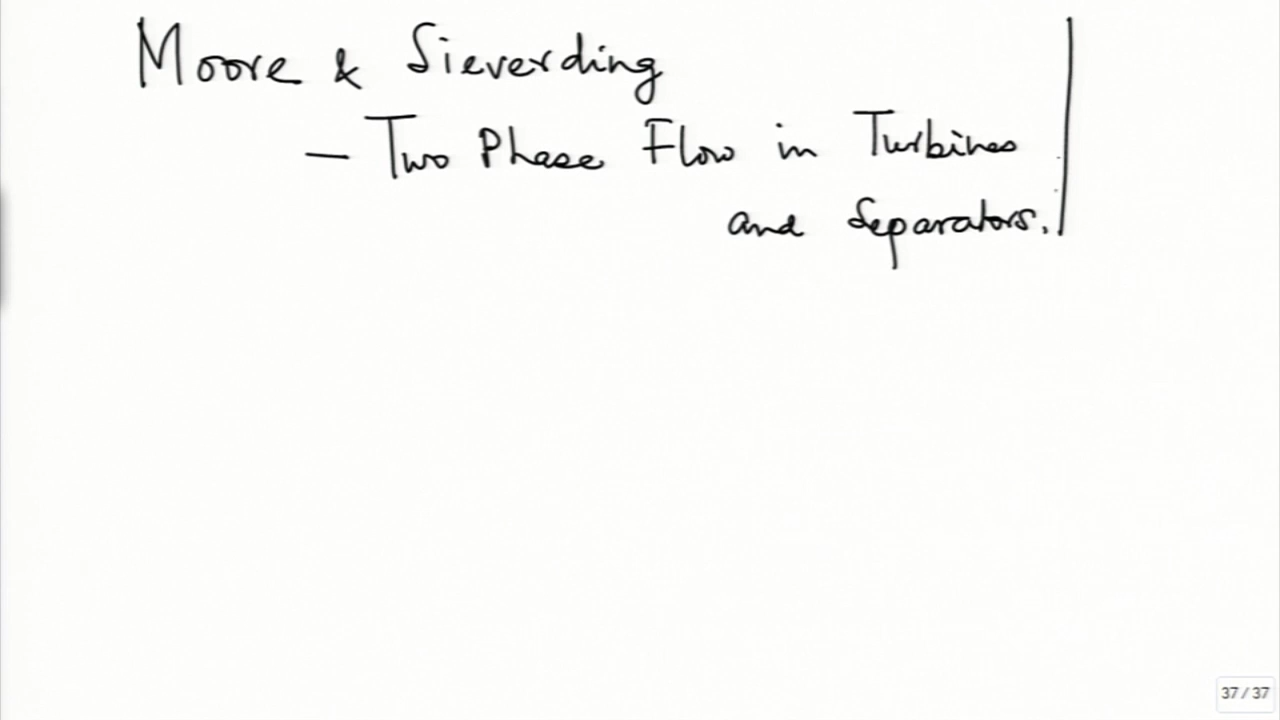 Moore & Sieverding
— Two Phase Flow in Turbines
and Separators.
37 / 37